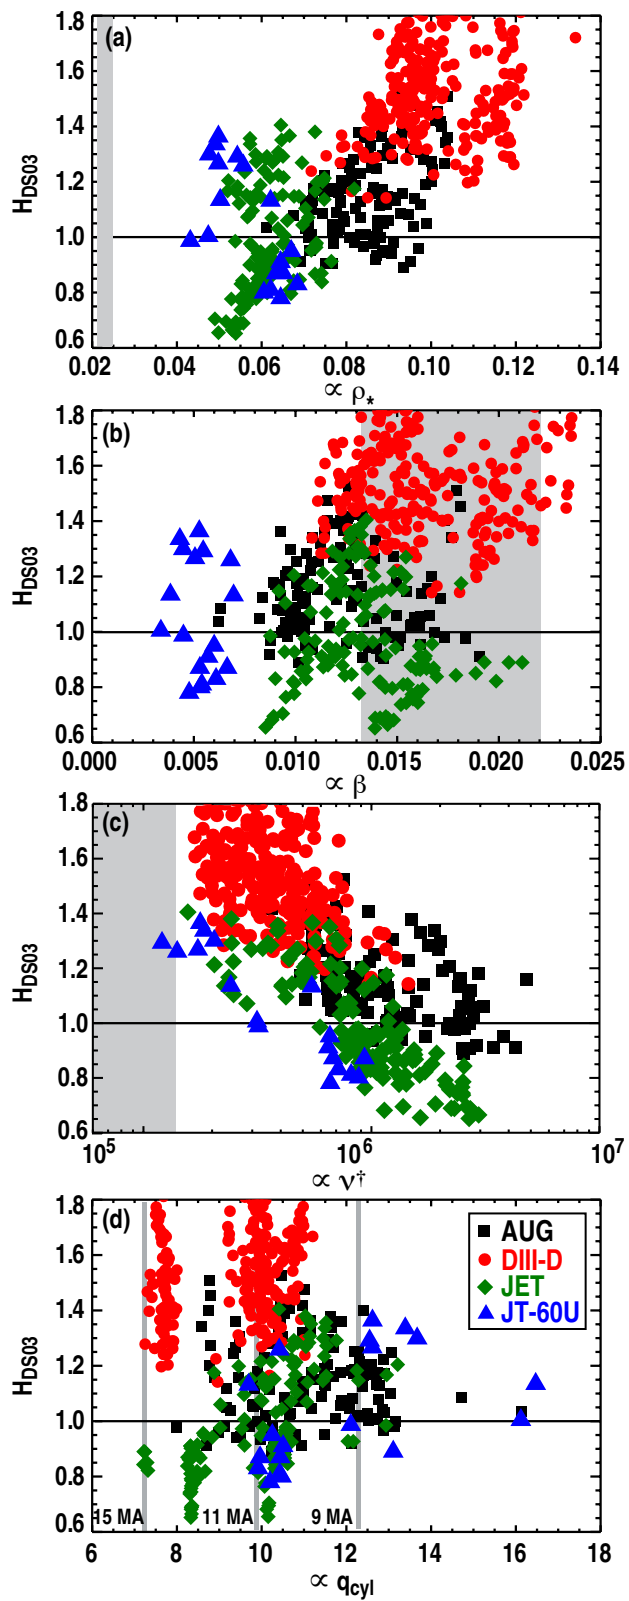 (a)
1.8
1.6
1.4
1.2
1.0
0.8
0.6
H_DS03
0.02 0.04 0.06 0.08 0.10 0.12 0.14
∝ ρ_*
(b)
1.8
1.6
1.4
1.2
1.0
0.8
0.6
H_DS03
0.000 0.005 0.010 0.015 0.020 0.025
∝ β
(c)
1.8
1.6
1.4
1.2
1.0
0.8
0.6
H_DS03
10^5 10^6 10^7
∝ ν^†
(d)
1.8
1.6
1.4
1.2
1.0
0.8
0.6
H_DS03
AUG
DIII-D
JET
JT-60U
15 MA 11 MA 9 MA
6 8 10 12 14 16 18
∝ q_cyl